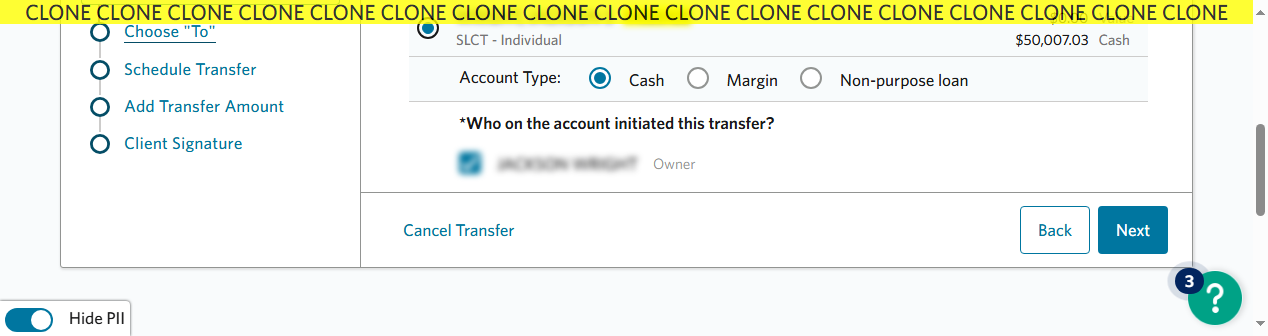 CLONE CLONE CLONE CLONE CLONE CLONE CLONE CLONE CLONE CLONE CLONE CLONE CLONE CLONE CLONE CLONE CLONE
Choose "To"
Schedule Transfer
Add Transfer Amount
Client Signature
SLCT - Individual
$50,007.03 Cash
Account Type: Cash Margin Non-purpose loan
*Who on the account initiated this transfer?
Owner
Cancel Transfer
Back
Next
3
?
Hide PII